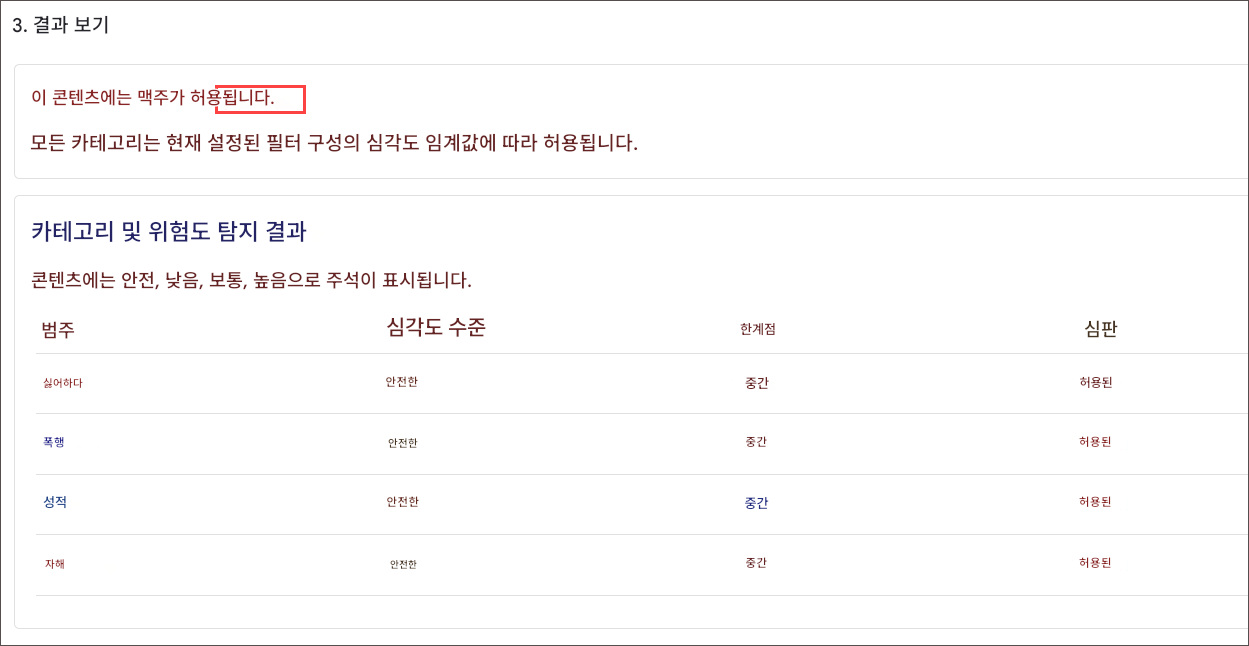 3. 결과 보기
이 콘텐츠에는 맥주가 허용됩니다.
모든 카테고리는 현재 설정된 필터 구성의 심각도 임계값에 따라 허용됩니다.
카테고리 및 위험도 탐지 결과
콘텐츠에는 안전, 낮음, 보통, 높음으로 주석이 표시됩니다.
범주 심각도 수준 한계점 심판
싫어하다 안전한 중간 허용된
폭행 안전한 중간 허용된
성적 안전한 중간 허용된
자해 안전한 중간 허용된